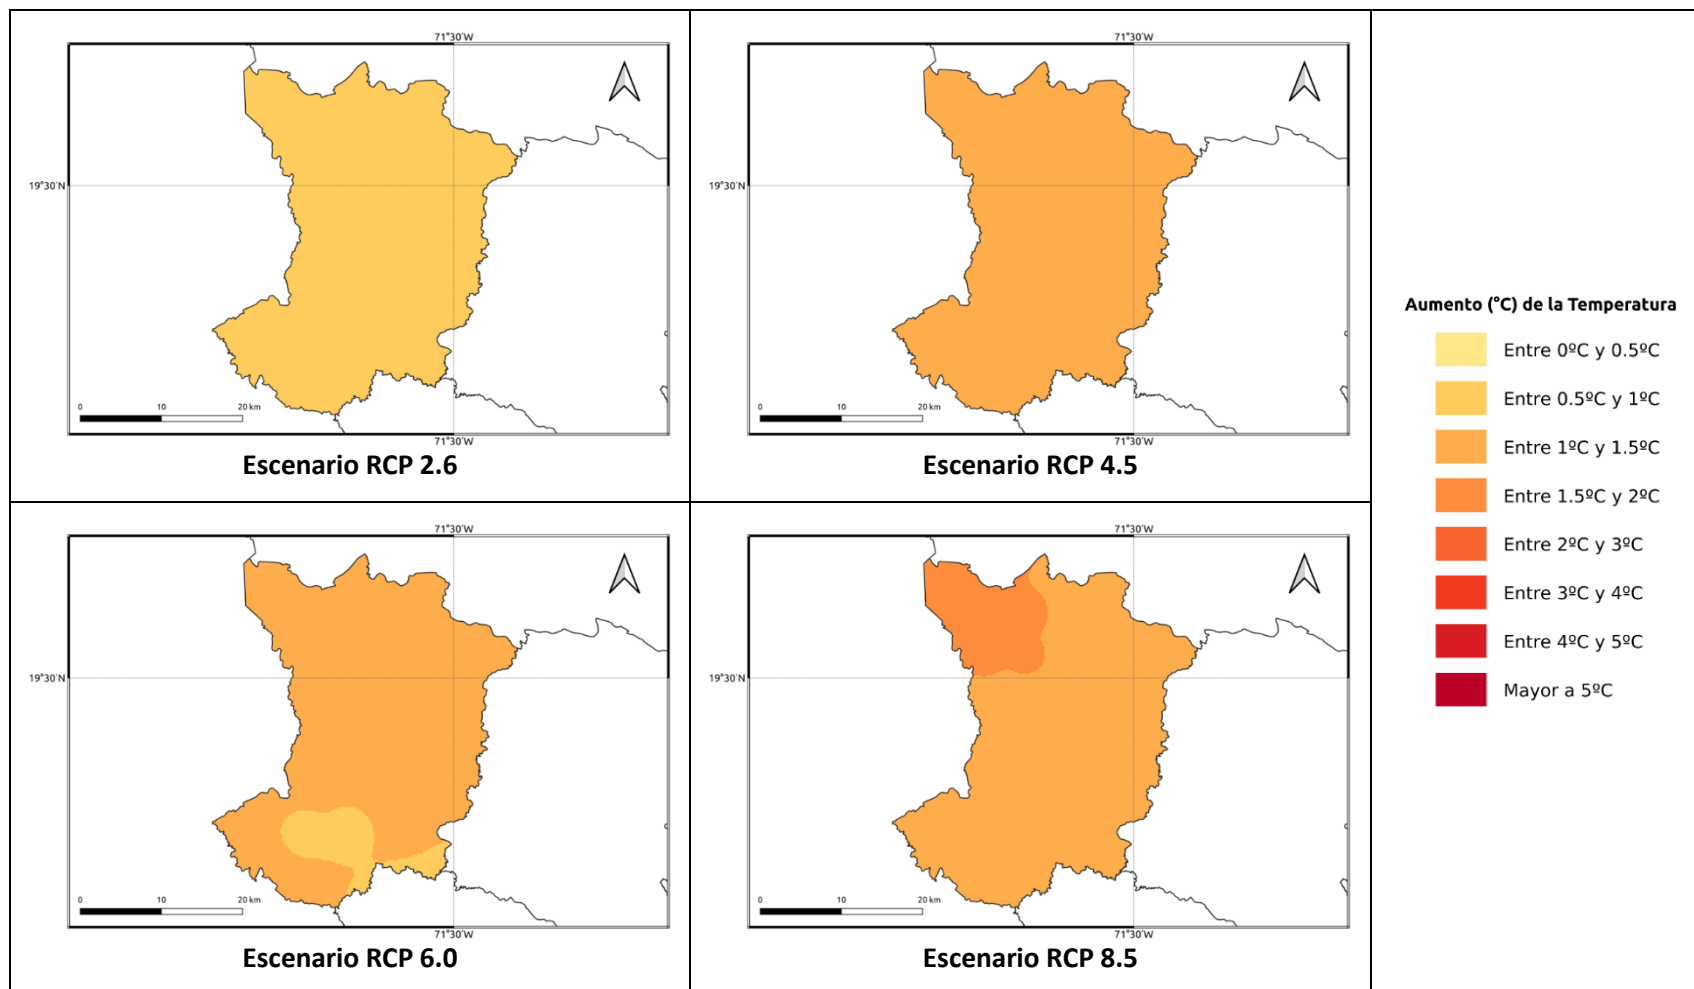 71°30'W
19°30'N
0 10 20 km
71°30'W
Escenario RCP 2.6
71°30'W
19°30'N
0 10 20 km
71°30'W
Escenario RCP 4.5
71°30'W
19°30'N
0 10 20 km
71°30'W
Escenario RCP 6.0
71°30'W
19°30'N
0 10 20 km
71°30'W
Escenario RCP 8.5
Aumento (°C) de la Temperatura
Entre 0ºC y 0.5ºC
Entre 0.5ºC y 1ºC
Entre 1ºC y 1.5ºC
Entre 1.5ºC y 2ºC
Entre 2ºC y 3ºC
Entre 3ºC y 4ºC
Entre 4ºC y 5ºC
Mayor a 5ºC